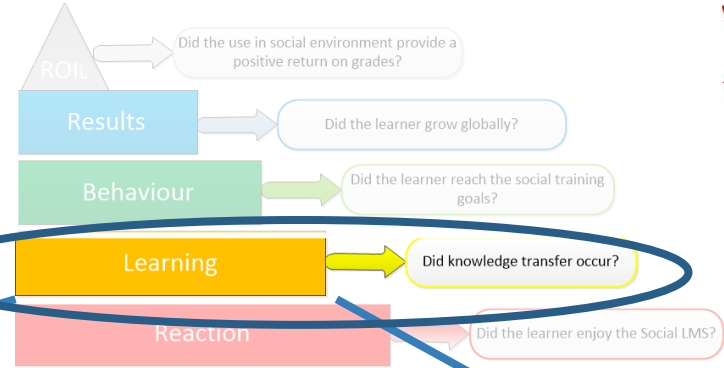 Did the use in social environment provide a
positive return on grades?
ROI
Results
Did the learner grow globally?
Behaviour
Did the learner reach the social training
goals?
Learning
Did knowledge transfer occur?
Reaction
Did the learner enjoy the Social LMS?